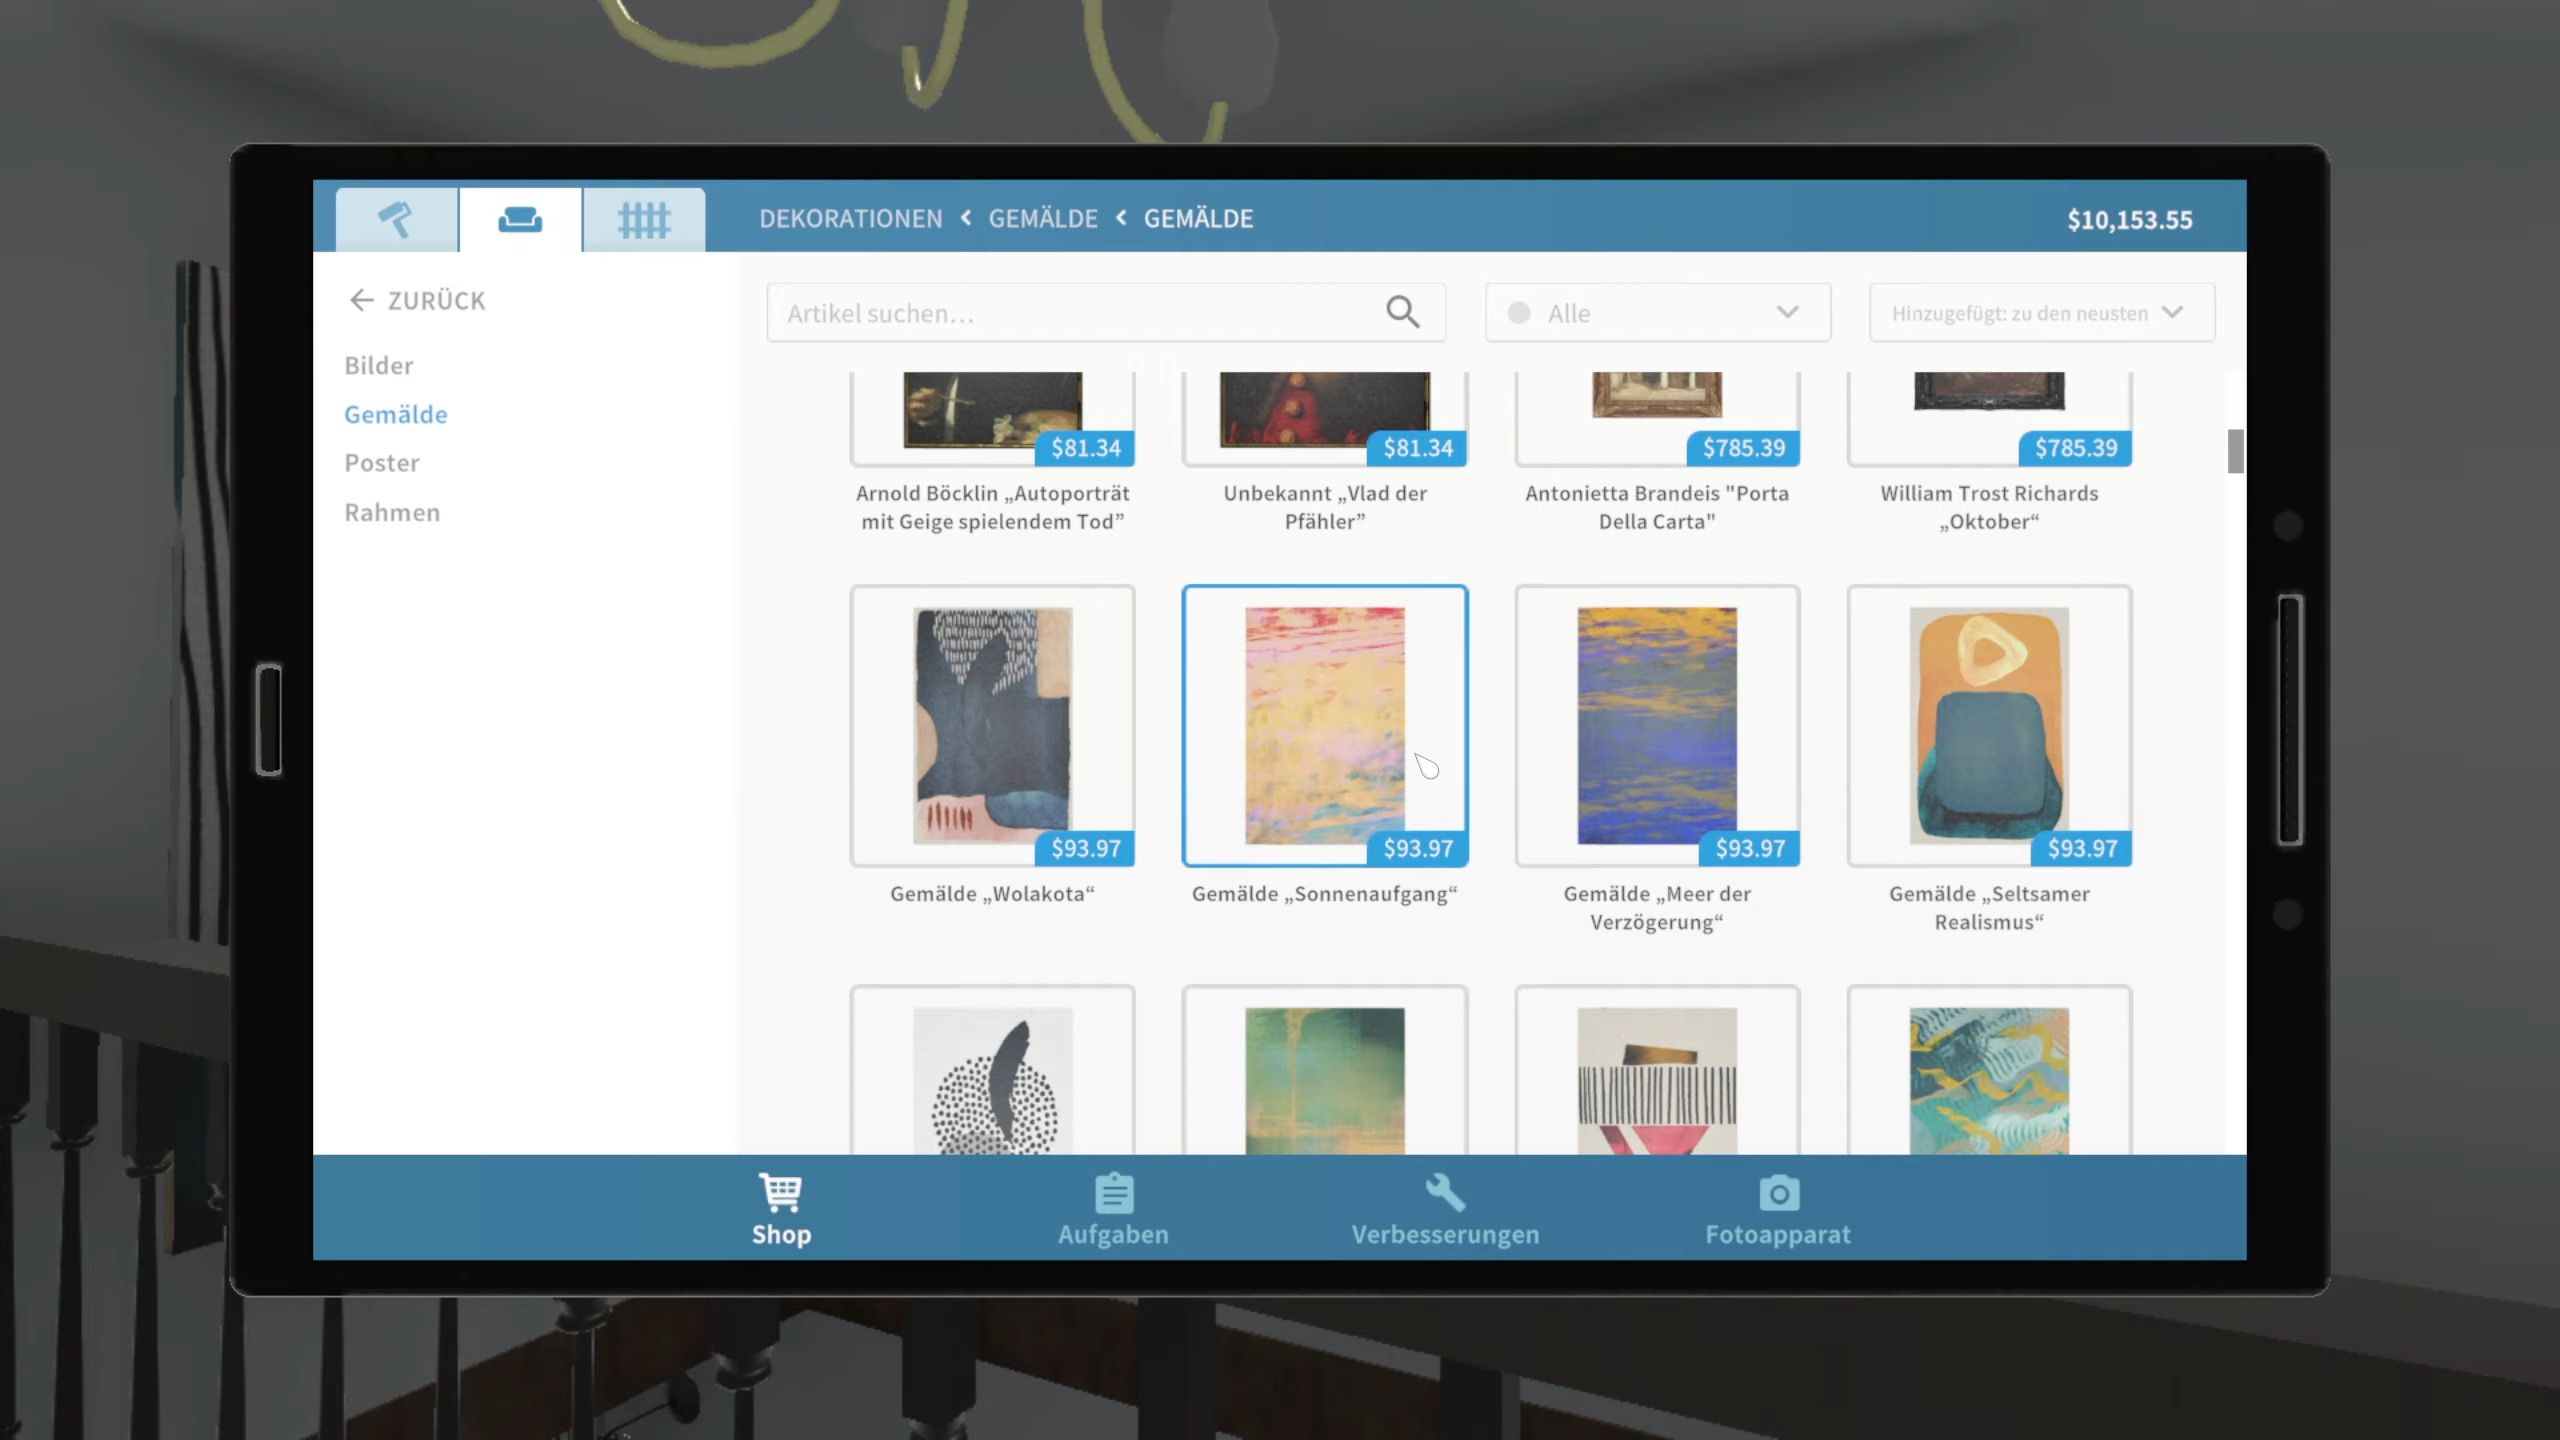 DEKORATIONEN < GEMÄLDE < GEMÄLDE
$10,153.55
ZURÜCK
Bilder
Gemälde
Poster
Rahmen
Artikel suchen...
Alle
Hinzugefügt: zu den neusten
$81.34
$81.34
$785.39
$785.39
Arnold Böcklin „Autoporträt
mit Geige spielendem Tod”
Unbekannt „Vlad der
Pfähler”
Antonietta Brandeis "Porta
Della Carta"
William Trost Richards
„Oktober“
$93.97
$93.97
$93.97
$93.97
Gemälde „Wolakota“
Gemälde „Sonnenaufgang“
Gemälde „Meer der
Verzögerung“
Gemälde „Seltsamer
Realismus“
Shop
Aufgaben
Verbesserungen
Fotoapparat